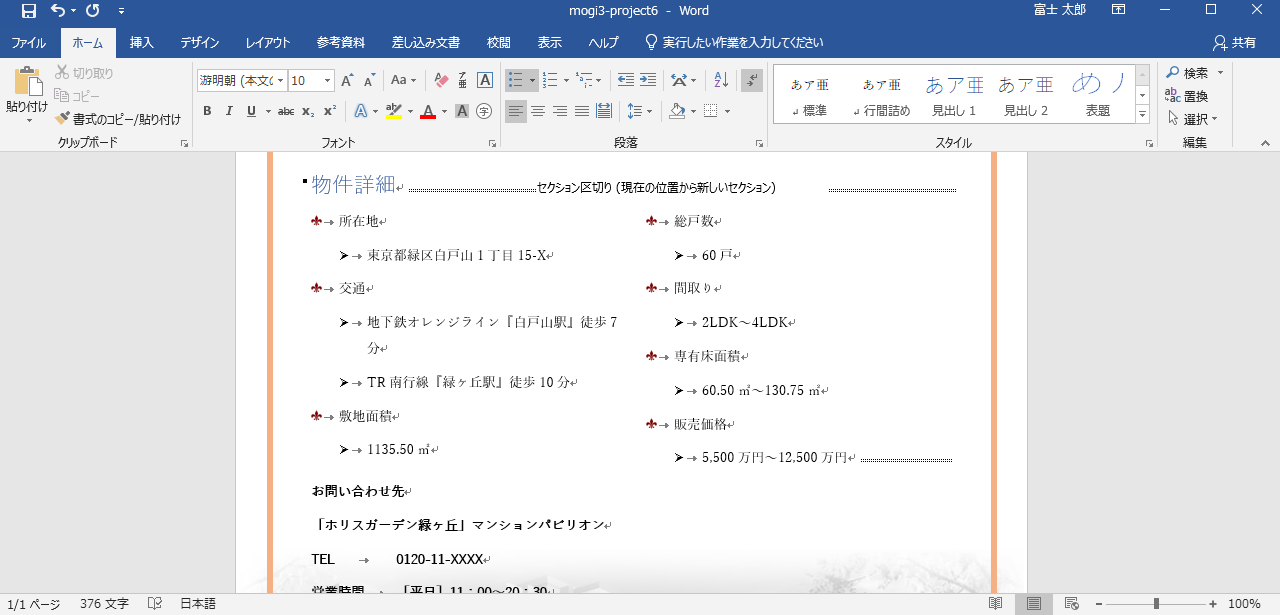 mogi3-project6 - Word
富士 太郎
ファイル ホーム 挿入 デザイン レイアウト 参考資料 差し込み文書 校閲 表示 ヘルプ 実行したい作業を入力してください 共有
貼り付け
切り取り
コピー
書式のコピー/貼り付け
クリップボード
游明朝 (本文の 10
Aa
B I U abc x₂ x² A ab A A 字
フォント
段落
あア亜 標準
あア亜 行間詰め
あア亜 見出し 1
あア亜 見出し 2
表題
スタイル
検索
置換
選択
編集
物件詳細 セクション区切り (現在の位置から新しいセクション)
所在地
東京都緑区白戸山 1 丁目 15-X
交通
地下鉄オレンジライン『白戸山駅』徒歩 7
分
TR 南行線『緑ヶ丘駅』徒歩 10 分
敷地面積
1135.50 ㎡
総戸数
60 戸
間取り
2LDK～4LDK
専有床面積
60.50 ㎡～130.75 ㎡
販売価格
5,500 万円～12,500 万円
お問い合わせ先
「ホリスガーデン緑ヶ丘」マンションパビリオン
TEL 0120-11-XXXX
営業時間 [平日] 11：00～20：30
1/1 ページ 376 文字 日本語 100%